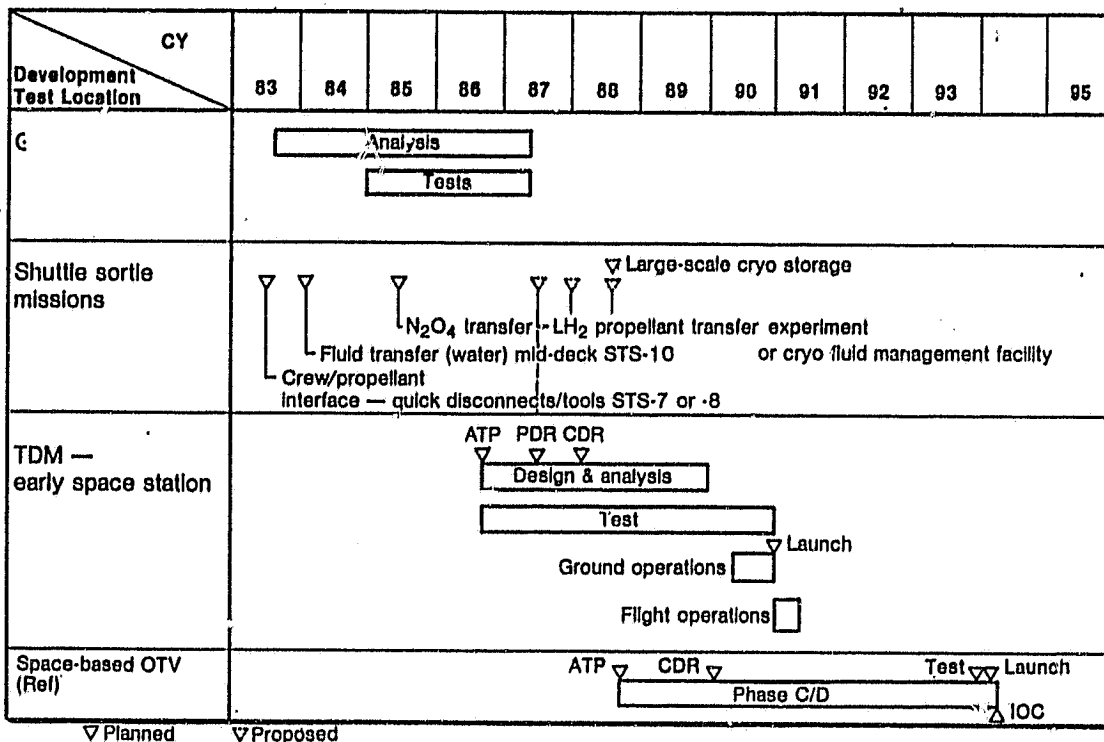 CY
Development
Test Location
83 84 85 86 87 88 89 90 91 92 93 95
Analysis
Tests
Shuttle sortie
missions
Large-scale cryo storage
N₂O₄ transfer - LH₂ propellant transfer experiment
Fluid transfer (water) mid-deck STS-10 or cryo fluid management facility
Crew/propellant
interface — quick disconnects/tools STS-7 or -8
ATP PDR CDR
TDM —
early space station
Design & analysis
Test
Launch
Ground operations
Flight operations
Space-based OTV
(Ref)
ATP CDR Test Launch
Phase C/D
IOC
▽ Planned ▽ Proposed